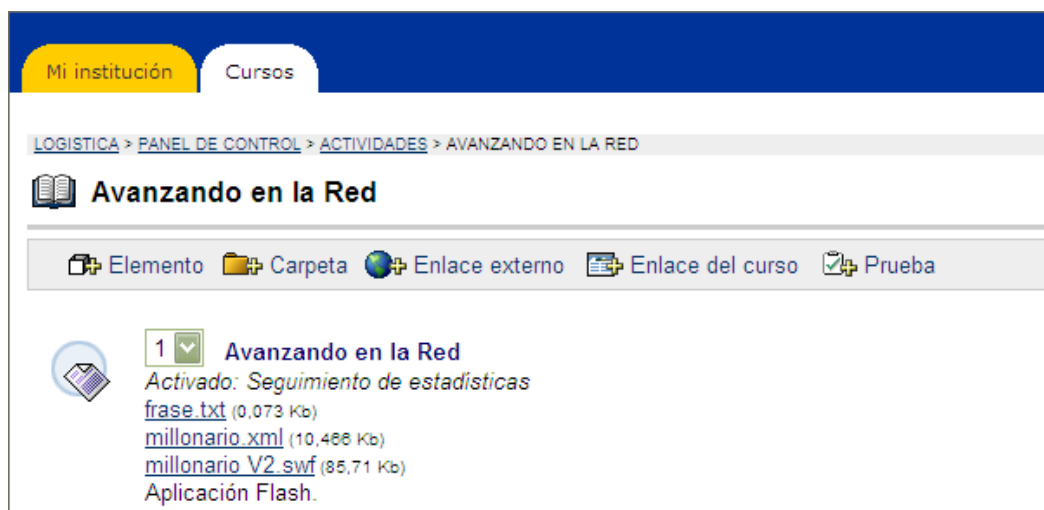 Mi institución Cursos
LOGISTICA > PANEL DE CONTROL > ACTIVIDADES > AVANZANDO EN LA RED
Avanzando en la Red
Elemento Carpeta Enlace externo Enlace del curso Prueba
1 Avanzando en la Red
Activado: Seguimiento de estadísticas
frase.txt (0,073 Kb)
millonario.xml (10,466 Kb)
millonario V2.swf (85,71 Kb)
Aplicación Flash.